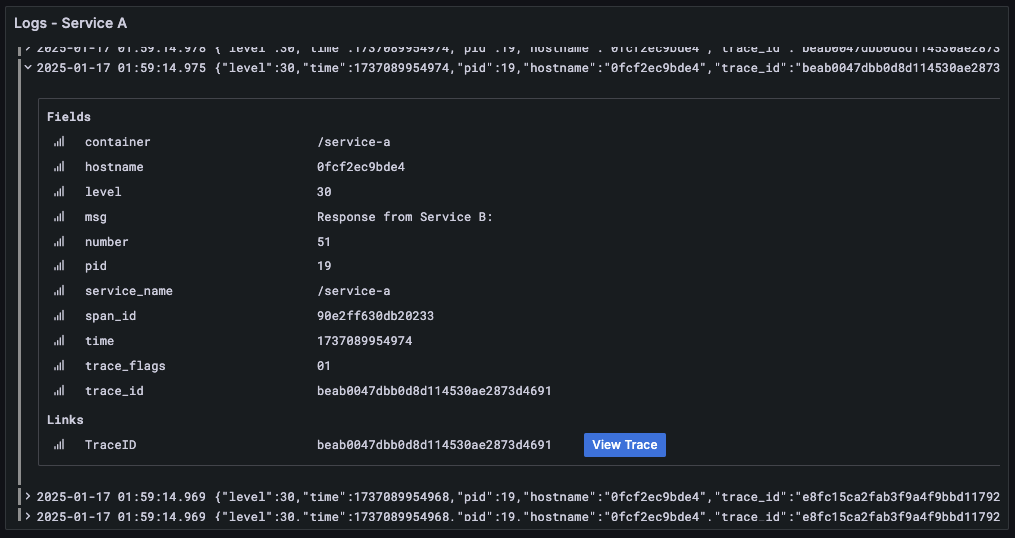 Logs - Service A
2025-01-17 01:59:14.978 {"level":30,"time":1737089954974,"pid":19,"hostname":"0fcf2ec9bde4","trace_id":"beab0047dbb0d8d114530ae2873
2025-01-17 01:59:14.975 {"level":30,"time":1737089954974,"pid":19,"hostname":"0fcf2ec9bde4","trace_id":"beab0047dbb0d8d114530ae2873
Fields
container /service-a
hostname 0fcf2ec9bde4
level 30
msg Response from Service B:
number 51
pid 19
service_name /service-a
span_id 90e2ff630db20233
time 1737089954974
trace_flags 01
trace_id beab0047dbb0d8d114530ae2873d4691
Links
TraceID beab0047dbb0d8d114530ae2873d4691 View Trace
2025-01-17 01:59:14.969 {"level":30,"time":1737089954968,"pid":19,"hostname":"0fcf2ec9bde4","trace_id":"e8fc15ca2fab3f9a4f9bbd11792
2025-01-17 01:59:14.969 {"level":30,"time":1737089954968,"pid":19,"hostname":"0fcf2ec9bde4","trace_id":"e8fc15ca2fab3f9a4f9bbd11792